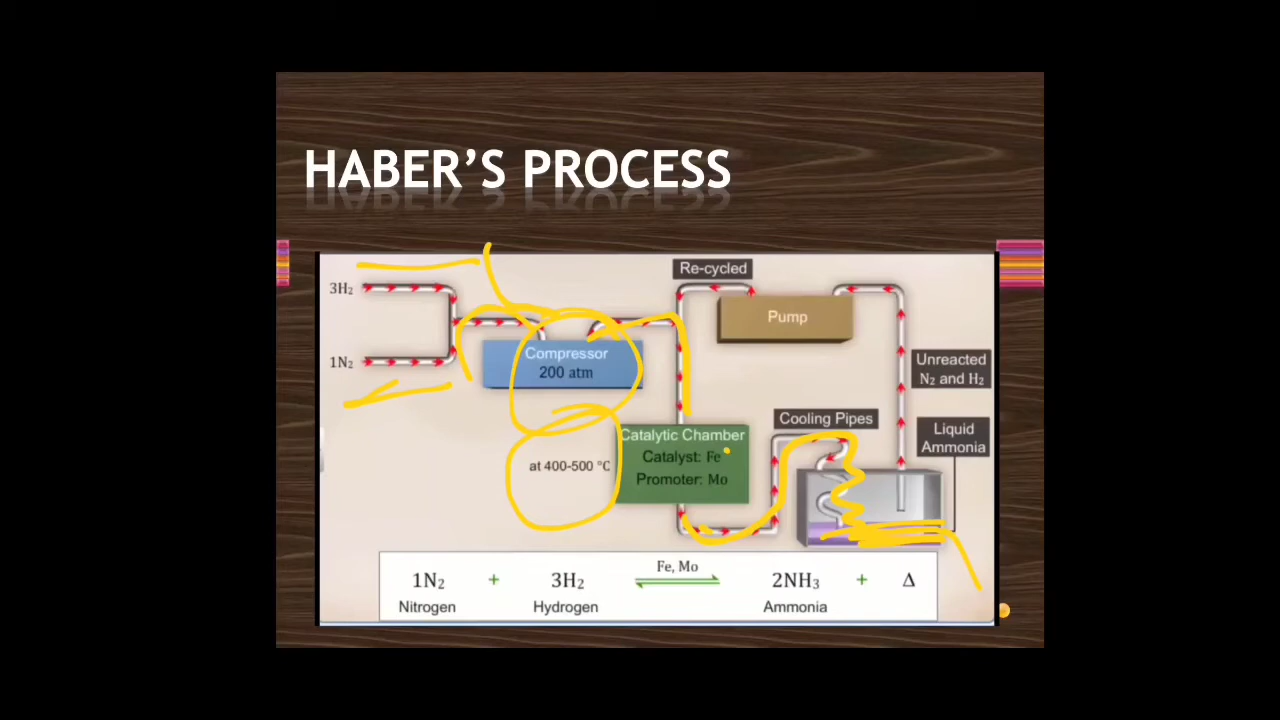 HABER'S PROCESS
Re-cycled
3H₂
Pump
Compressor
200 atm
1N₂
Unreacted
N₂ and H₂
Cooling Pipes
Liquid
Ammonia
Catalytic Chamber
Catalyst: Fe
Promoter: Mo
at 400-500 °C
Fe, Mo
1N₂ + 3H₂ ⇌ 2NH₃ + Δ
Nitrogen Hydrogen Ammonia